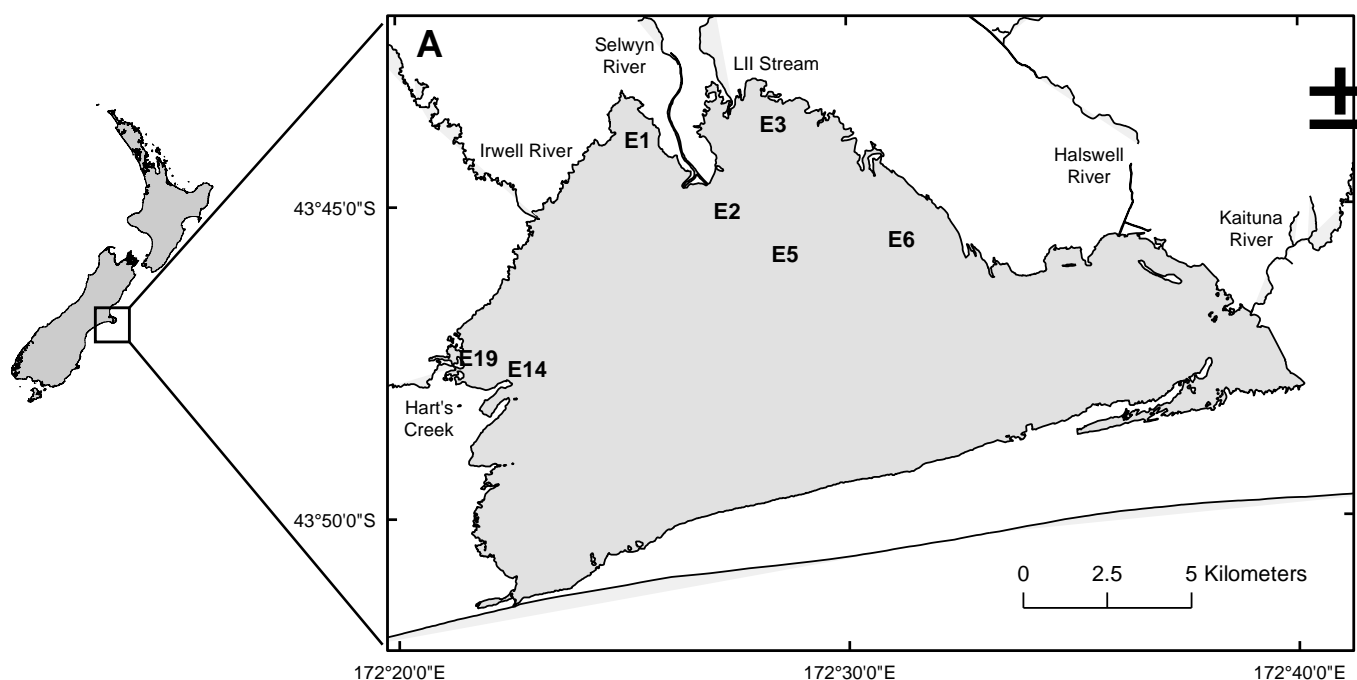 A
Selwyn
River
LII Stream
E1
E3
Irwell River
Halswell
River
43°45'0"S
E2
Kaituna
River
E6
E5
E19
E14
Hart's
Creek
43°50'0"S
0 2.5 5 Kilometers
172°20'0"E 172°30'0"E 172°40'0"E